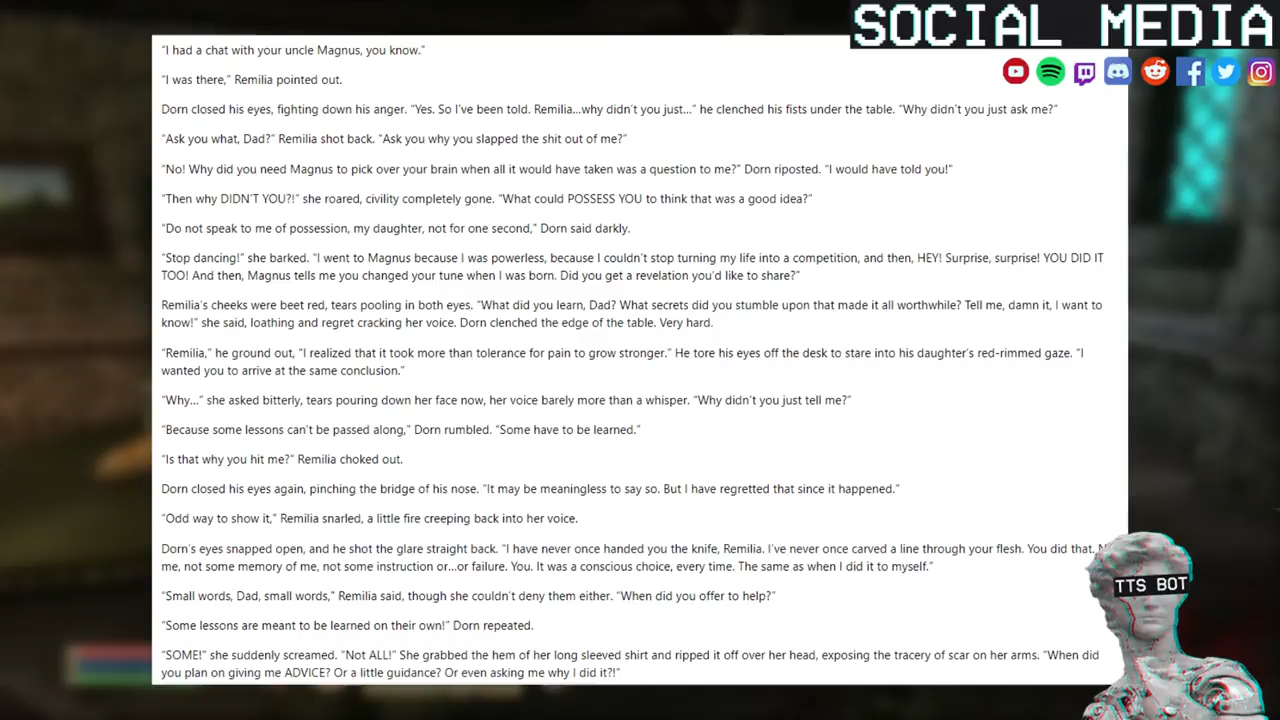 SOCIAL MEDIA
“I had a chat with your uncle Magnus, you know.”
“I was there,” Remilia pointed out.
Dorn closed his eyes, fighting down his anger. “Yes. So I’ve been told. Remilia…why didn’t you just…” he clenched his fists under the table. “Why didn’t you just ask me?”
“Ask you what, Dad?” Remilia shot back. “Ask you why you slapped the shit out of me?”
“No! Why did you need Magnus to pick over your brain when all it would have taken was a question to me?” Dorn riposted. “I would have told you!”
“Then why DIDN’T YOU?!” she roared, civility completely gone. “What could POSSESS YOU to think that was a good idea?”
“Do not speak to me of possession, my daughter, not for one second,” Dorn said darkly.
“Stop dancing!” she barked. “I went to Magnus because I was powerless, because I couldn’t stop turning my life into a competition, and then, HEY! Surprise, surprise! YOU DID IT
TOO! And then, Magnus tells me you changed your tune when I was born. Did you get a revelation you’d like to share?”
Remilia’s cheeks were beet red, tears pooling in both eyes. “What did you learn, Dad? What secrets did you stumble upon that made it all worthwhile? Tell me, damn it, I want to
know!” she said, loathing and regret cracking her voice. Dorn clenched the edge of the table. Very hard.
“Remilia,” he ground out, “I realized that it took more than tolerance for pain to grow stronger.” He tore his eyes off the desk to stare into his daughter’s red-rimmed gaze. “I
wanted you to arrive at the same conclusion.”
“Why…” she asked bitterly, tears pouring down her face now, her voice barely more than a whisper. “Why didn’t you just tell me?”
“Because some lessons can’t be passed along,” Dorn rumbled. “Some have to be learned.”
“Is that why you hit me?” Remilia choked out.
Dorn closed his eyes again, pinching the bridge of his nose. “It may be meaningless to say so. But I have regretted that since it happened.”
“Odd way to show it,” Remilia snarled, a little fire creeping back into her voice.
Dorn’s eyes snapped open, and he shot the glare straight back. “I have never once handed you the knife, Remilia. I’ve never once carved a line through your flesh. You did that.
me, not some memory of me, not some instruction or…or failure. You. It was a conscious choice, every time. The same as when I did it to myself.”
“Small words, Dad, small words,” Remilia said, though she couldn’t deny them either. “When did you offer to help?”
“Some lessons are meant to be learned on their own!” Dorn repeated.
“SOME!” she suddenly screamed. “Not ALL!” She grabbed the hem of her long sleeved shirt and ripped it off over her head, exposing the tracery of scar on her arms. “When did
you plan on giving me ADVICE? Or a little guidance? Or even asking me why I did it?!”
TTS BOT